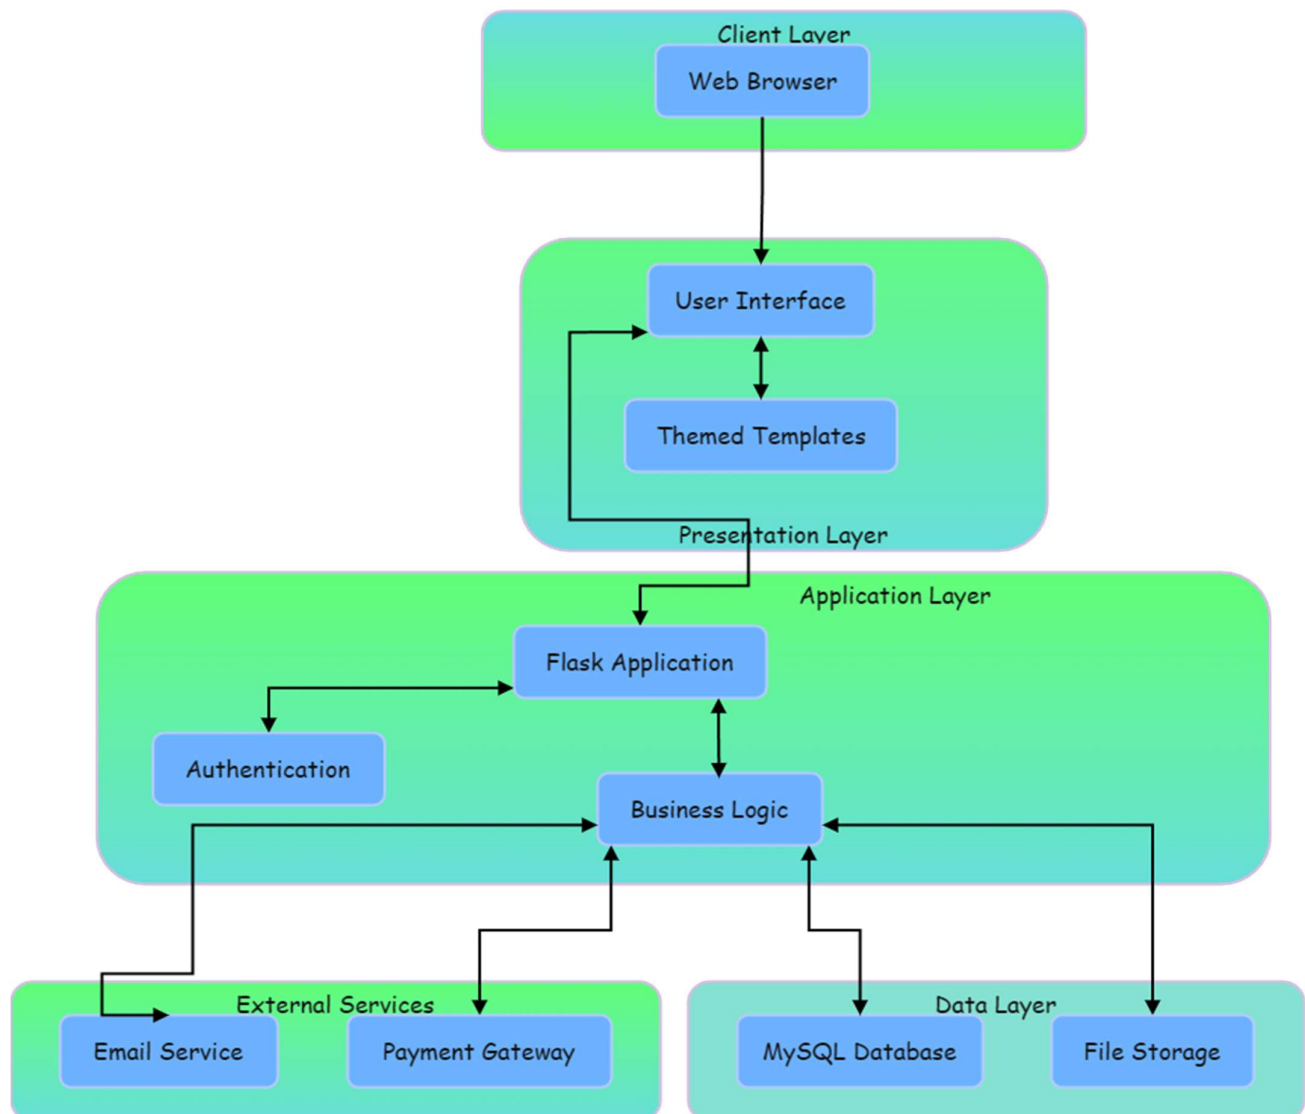 Client Layer
Web Browser
User Interface
Themed Templates
Presentation Layer
Application Layer
Flask Application
Authentication
Business Logic
External Services
Data Layer
Email Service
Payment Gateway
MySQL Database
File Storage